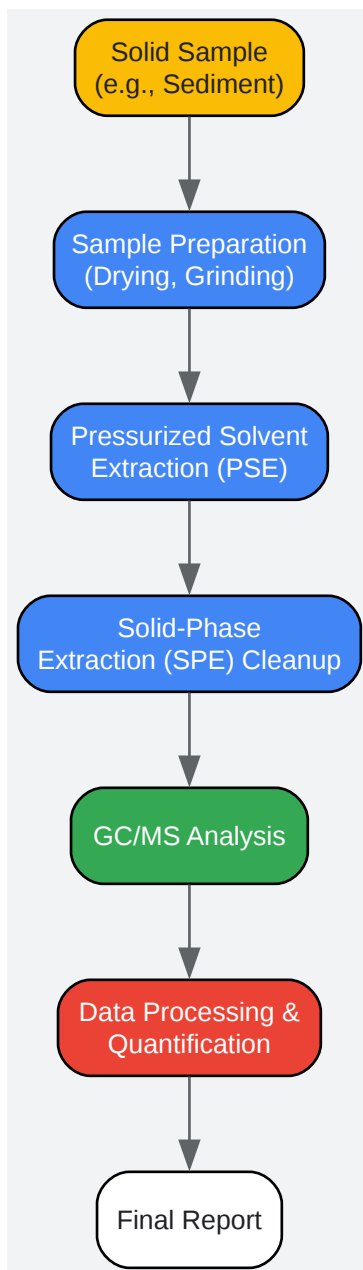 Solid Sample
(e.g., Sediment)
Sample Preparation
(Drying, Grinding)
Pressurized Solvent
Extraction (PSE)
Solid-Phase
Extraction (SPE) Cleanup
GC/MS Analysis
Data Processing &
Quantification
Final Report